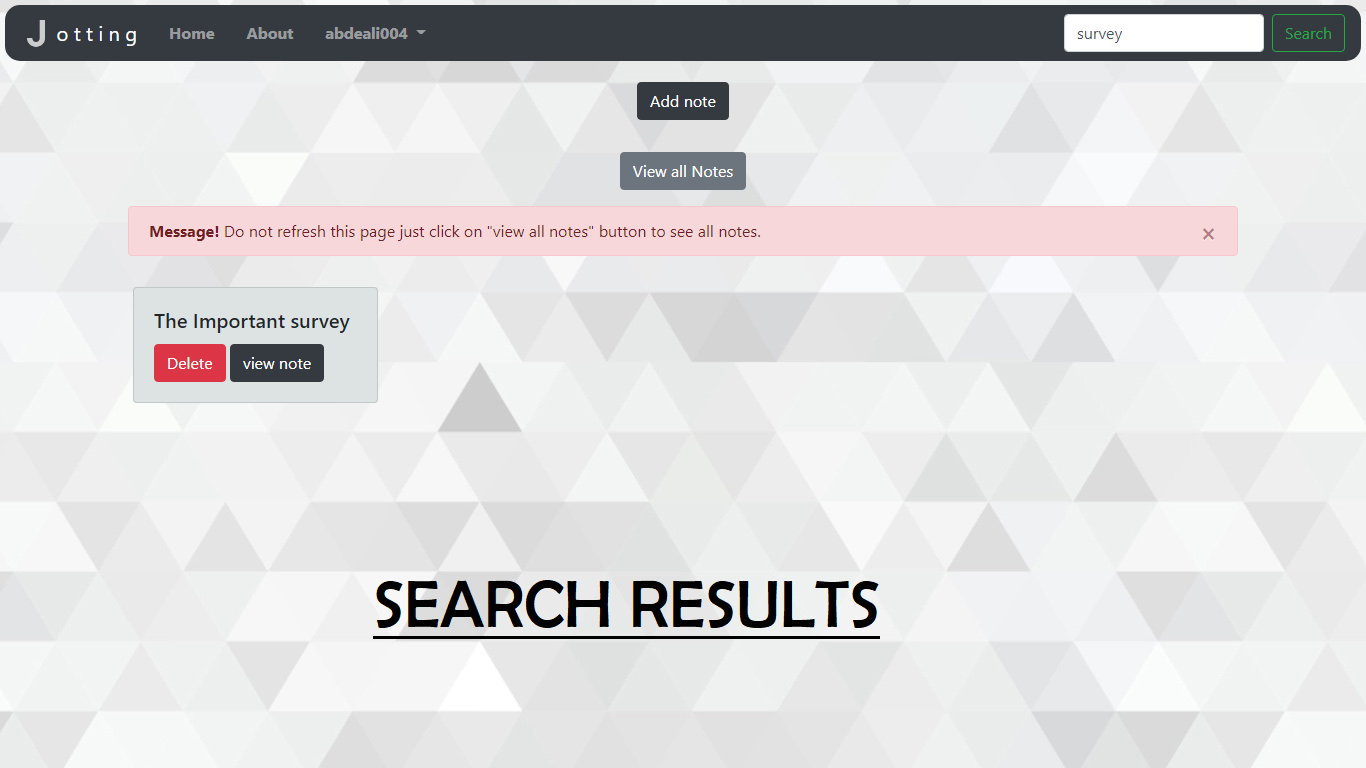 Jotting Home About abdeali004 survey Search
Add note
View all Notes
Message! Do not refresh this page just click on "view all notes" button to see all notes. ×
The Important survey
Delete view note
SEARCH RESULTS